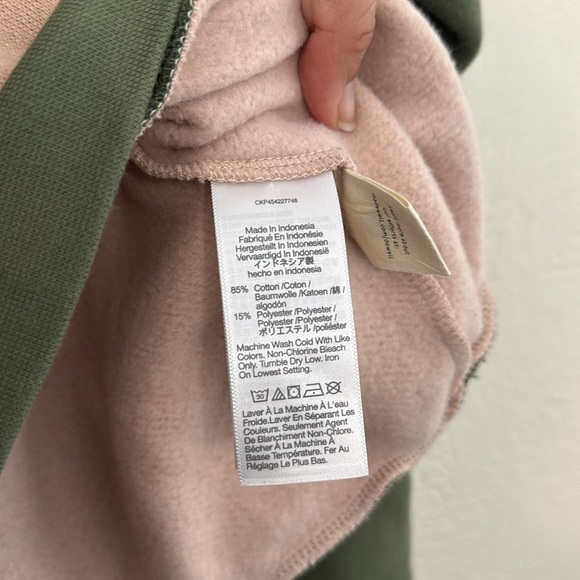 CKP454227748
Made In Indonesia
Fabriqué En Indonésie
Hergestellt In Indonesien
Vervaardigd In Indonesië
インドネシア製
hecho en Indonesia
85% Cotton /Coton /
Baumwolle /Katoen /綿 /
algodón
15% Polyester /Polyester /
Polyester /Polyester /
ポリエステル /poliéster
Machine Wash Cold With Like
Colors. Non-Chlorine Bleach
Only. Tumble Dry Low. Iron
On Lowest Setting.
30
Laver À La Machine À L'eau
Froide.Laver En Séparant Les
Couleurs. Seulement Agent
De Blanchiment Non-Chlore.
Sécher À La Machine À
Basse Température. Fer Au
Réglage Le Plus Bas.